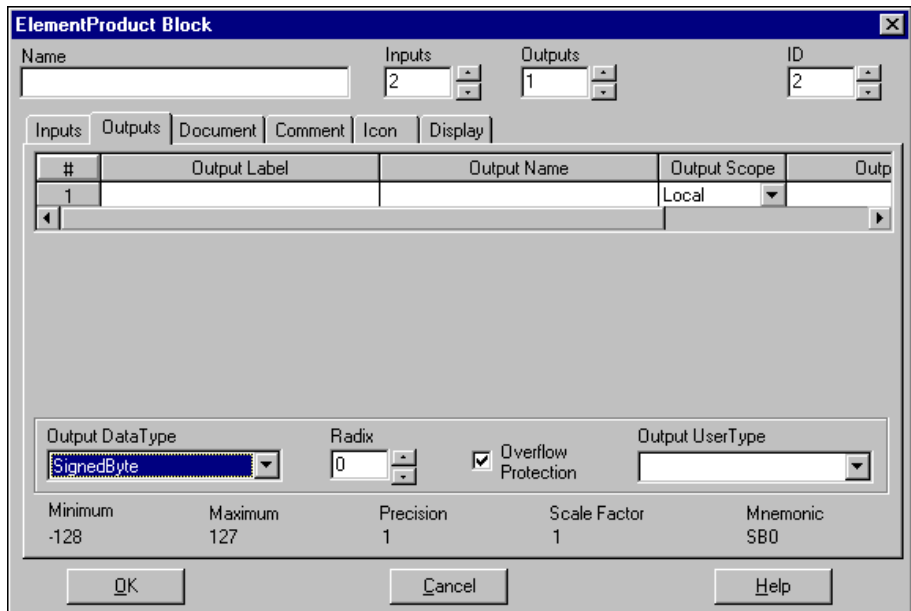 ElementProduct Block
Name Inputs Outputs ID
2 1 2
Inputs Outputs Document Comment Icon Display
# Output Label Output Name Output Scope Outp
1 Local
Output DataType Radix Overflow Protection Output UserType
SignedByte 0
Minimum Maximum Precision Scale Factor Mnemonic
-128 127 1 1 SB0
OK Cancel Help